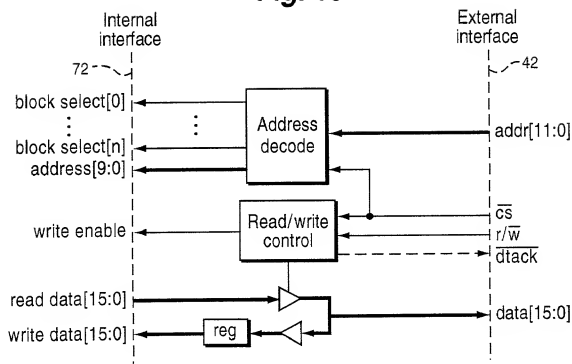 Internal interface
External interface
72
42
block select[0]
block select[n]
address[9:0]
Address decode
addr[11:0]
write enable
Read/write control
cs
r/w
dtack
read data[15:0]
write data[15:0]
reg
data[15:0]